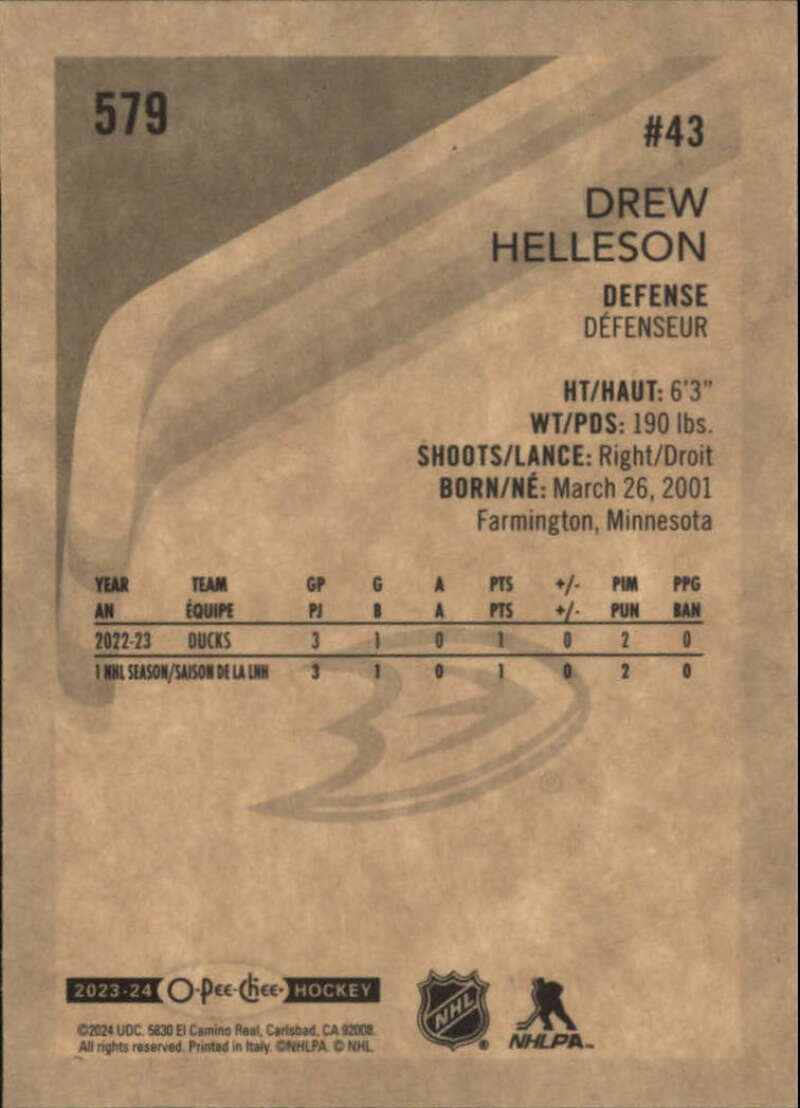 579
#43
DREW
HELLESON
DEFENSE
DÉFENSEUR
HT/HAUT: 6'3"
WT/PDS: 190 lbs.
SHOOTS/LANCE: Right/Droit
BORN/NÉ: March 26, 2001
Farmington, Minnesota
YEAR TEAM GP G A PTS +/- PIM PPG
AN ÉQUIPE PJ B A PTS +/- PUN BAN
2022-23 DUCKS 3 1 0 1 0 2 0
1 NHL SEASON/SAISON DE LA LNH 3 1 0 1 0 2 0
®
2023-24 O-Pee-Chee HOCKEY
©2024 UDC. 5830 El Camino Real, Carlsbad, CA 92008.
All rights reserved. Printed in Italy. ©NHLPA. © NHL.
NHL
NHLPA™